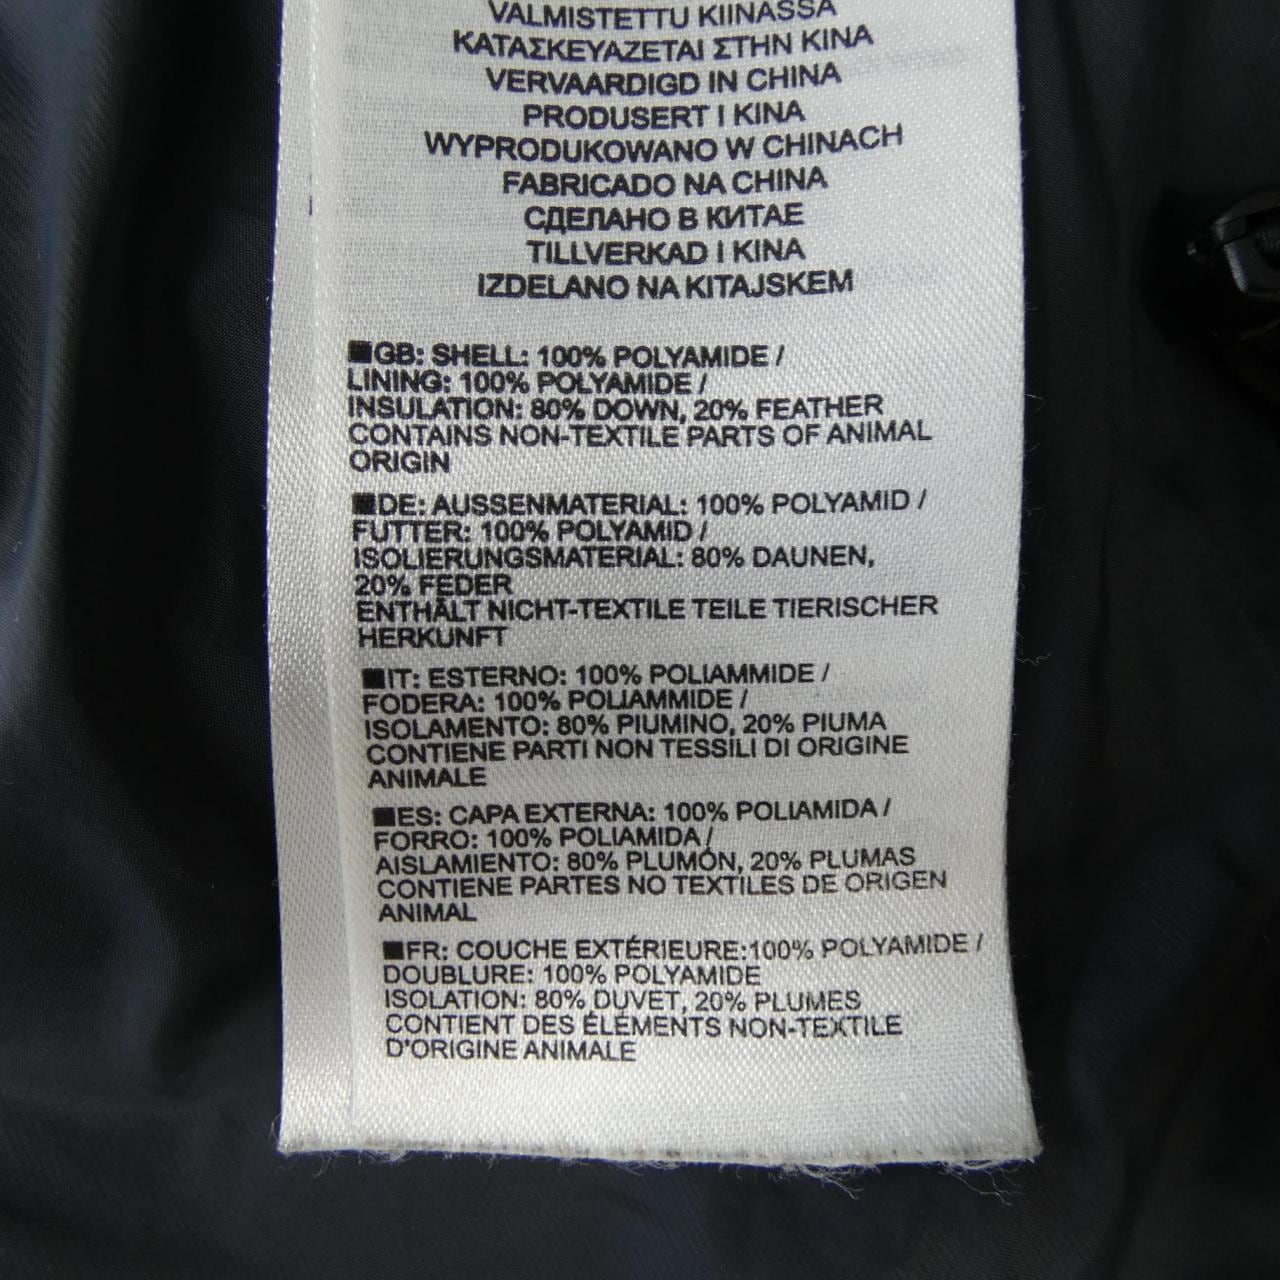 VALMISTETTU KIINASSA
ΚΑΤΑΣΚΕΥΑΖΕΤΑΙ ΣΤΗΝ ΚΙΝΑ
VERVAARDIGD IN CHINA
PRODUSERT I KINA
WYPRODUKOWANO W CHINACH
FABRICADO NA CHINA
СДЕЛАНО В КИТАЕ
TILLVERKAD I KINA
IZDELANO NA KITAJSKEM
■GB: SHELL: 100% POLYAMIDE /
LINING: 100% POLYAMIDE /
INSULATION: 80% DOWN, 20% FEATHER
CONTAINS NON-TEXTILE PARTS OF ANIMAL
ORIGIN
■DE: AUSSENMATERIAL: 100% POLYAMID /
FUTTER: 100% POLYAMID /
ISOLIERUNGSMATERIAL: 80% DAUNEN,
20% FEDER
ENTHÄLT NICHT-TEXTILE TEILE TIERISCHER
HERKUNFT
■IT: ESTERNO: 100% POLIAMMIDE /
FODERA: 100% POLIAMMIDE /
ISOLAMENTO: 80% PIUMINO, 20% PIUMA
CONTIENE PARTI NON TESSILI DI ORIGINE
ANIMALE
■ES: CAPA EXTERNA: 100% POLIAMIDA /
FORRO: 100% POLIAMIDA /
AISLAMIENTO: 80% PLUMÓN, 20% PLUMAS
CONTIENE PARTES NO TEXTILES DE ORIGEN
ANIMAL
■FR: COUCHE EXTÉRIEURE:100% POLYAMIDE /
DOUBLURE: 100% POLYAMIDE
ISOLATION: 80% DUVET, 20% PLUMES
CONTIENT DES ÉLÉMENTS NON-TEXTILE
D'ORIGINE ANIMALE